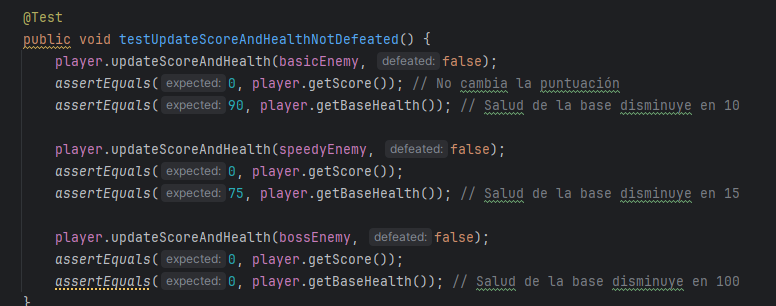 @Test
public void testUpdateScoreAndHealthNotDefeated() {
player.updateScoreAndHealth(basicEnemy, defeated: false);
assertEquals( expected: 0, player.getScore()); // No cambia la puntuación
assertEquals( expected: 90, player.getBaseHealth()); // Salud de la base disminuye en 10
player.updateScoreAndHealth(speedyEnemy, defeated: false);
assertEquals( expected: 0, player.getScore());
assertEquals( expected: 75, player.getBaseHealth()); // Salud de la base disminuye en 15
player.updateScoreAndHealth(bossEnemy, defeated: false);
assertEquals( expected: 0, player.getScore());
assertEquals( expected: 0, player.getBaseHealth()); // Salud de la base disminuye en 100
}